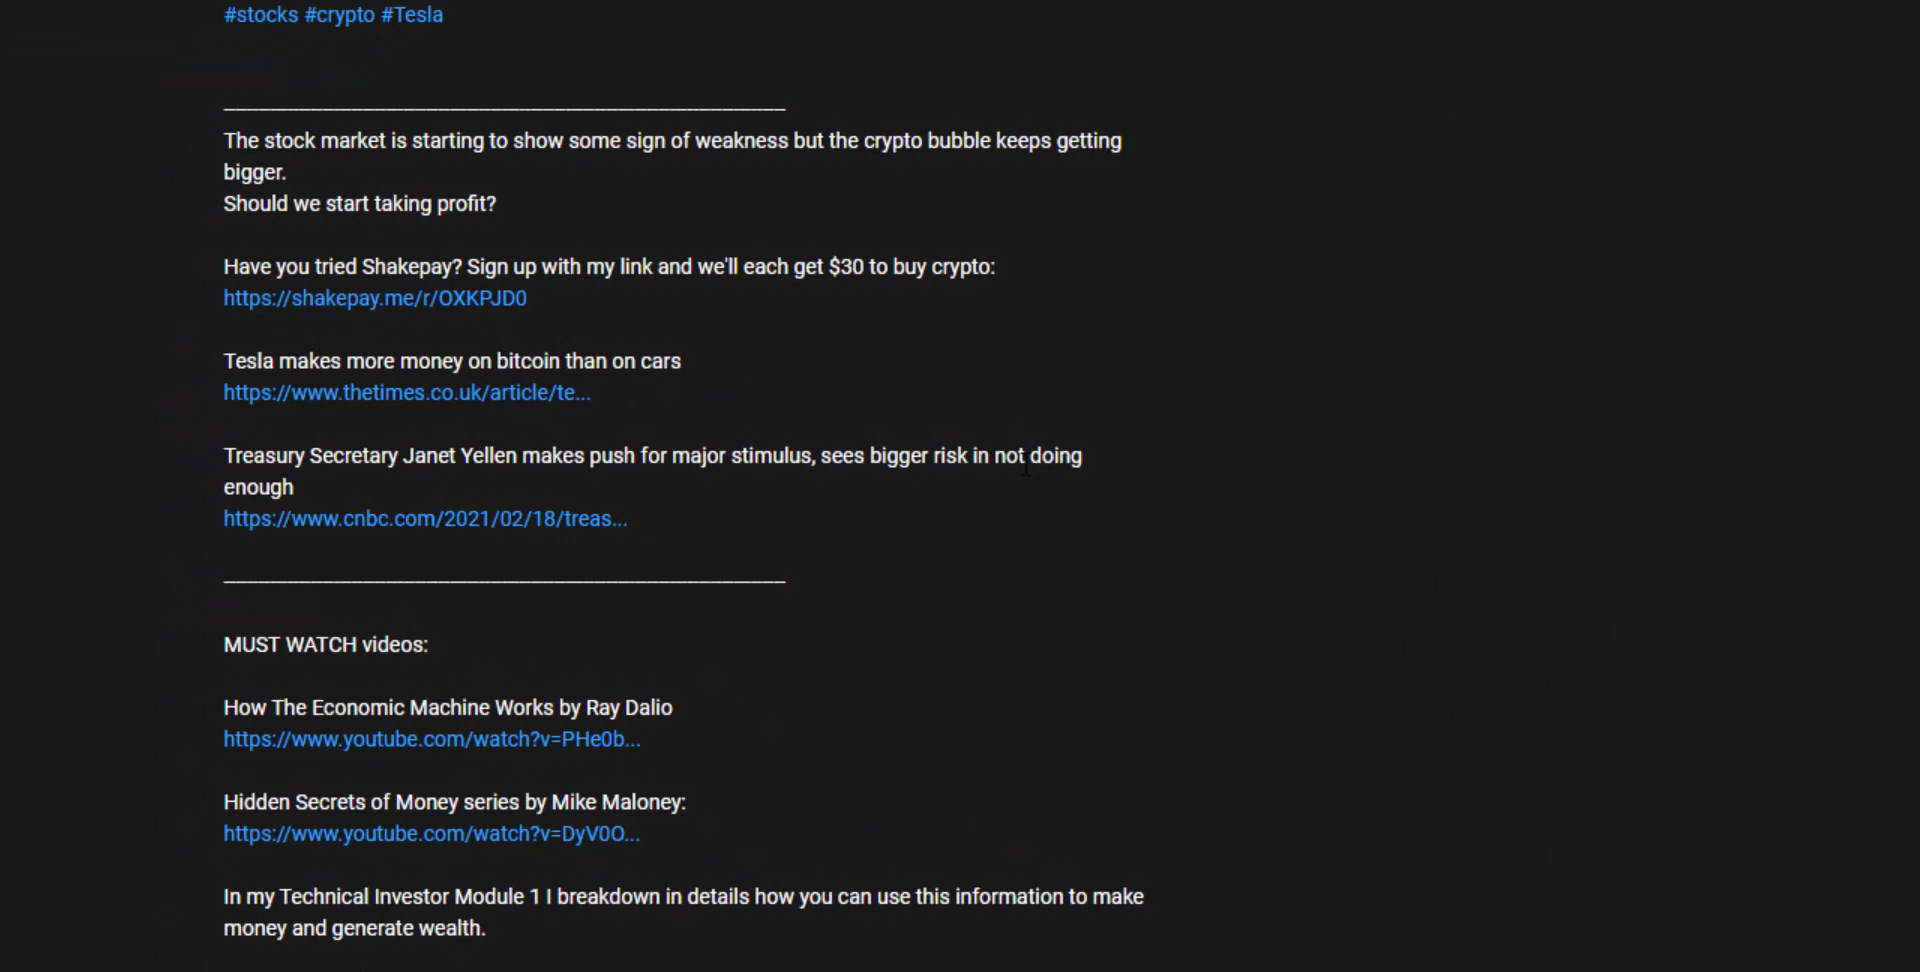 #stocks #crypto #Tesla
___________________________________________________
The stock market is starting to show some sign of weakness but the crypto bubble keeps getting
bigger.
Should we start taking profit?
Have you tried Shakepay? Sign up with my link and we'll each get $30 to buy crypto:
https://shakepay.me/r/OXKPJD0
Tesla makes more money on bitcoin than on cars
https://www.thetimes.co.uk/article/te...
Treasury Secretary Janet Yellen makes push for major stimulus, sees bigger risk in not doing
enough
https://www.cnbc.com/2021/02/18/treas...
___________________________________________________
MUST WATCH videos:
How The Economic Machine Works by Ray Dalio
https://www.youtube.com/watch?v=PHe0b...
Hidden Secrets of Money series by Mike Maloney:
https://www.youtube.com/watch?v=DyV0O...
In my Technical Investor Module 1 I breakdown in details how you can use this information to make
money and generate wealth.